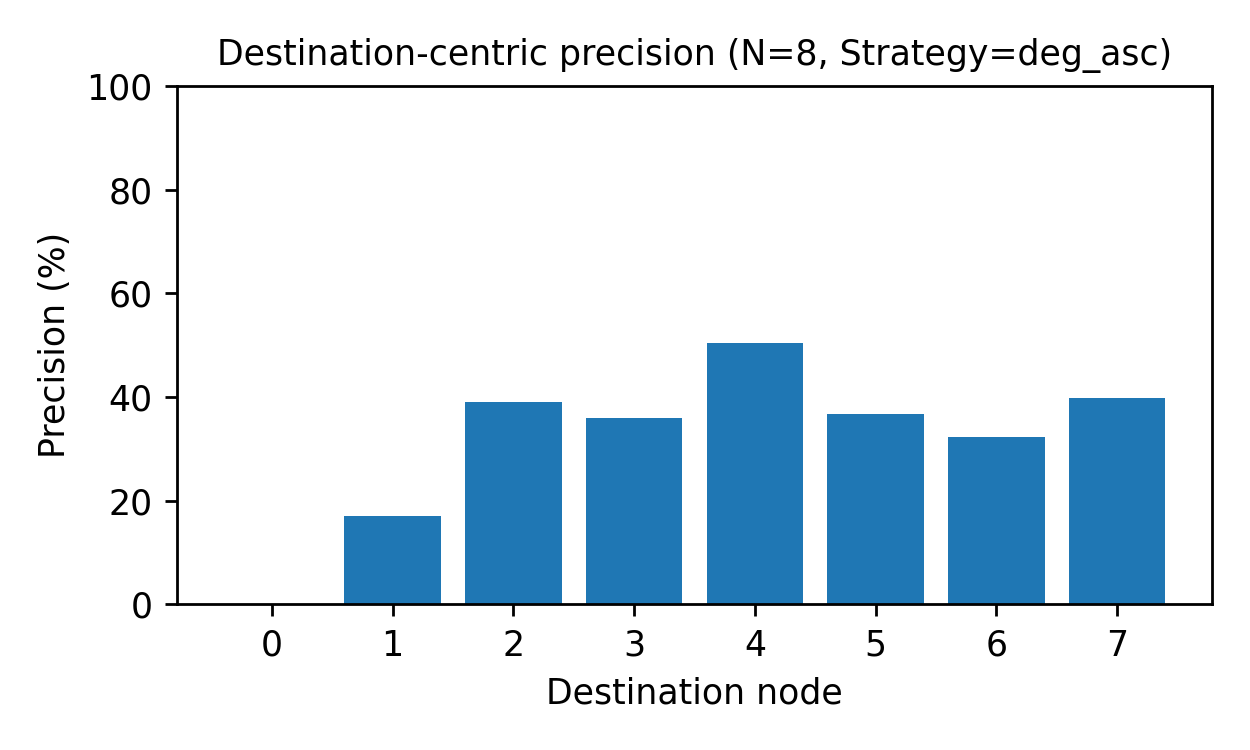 Destination-centric precision (N=8, Strategy=deg_asc)
100
80
60
40
20
0
Precision (%)
0 1 2 3 4 5 6 7
Destination node